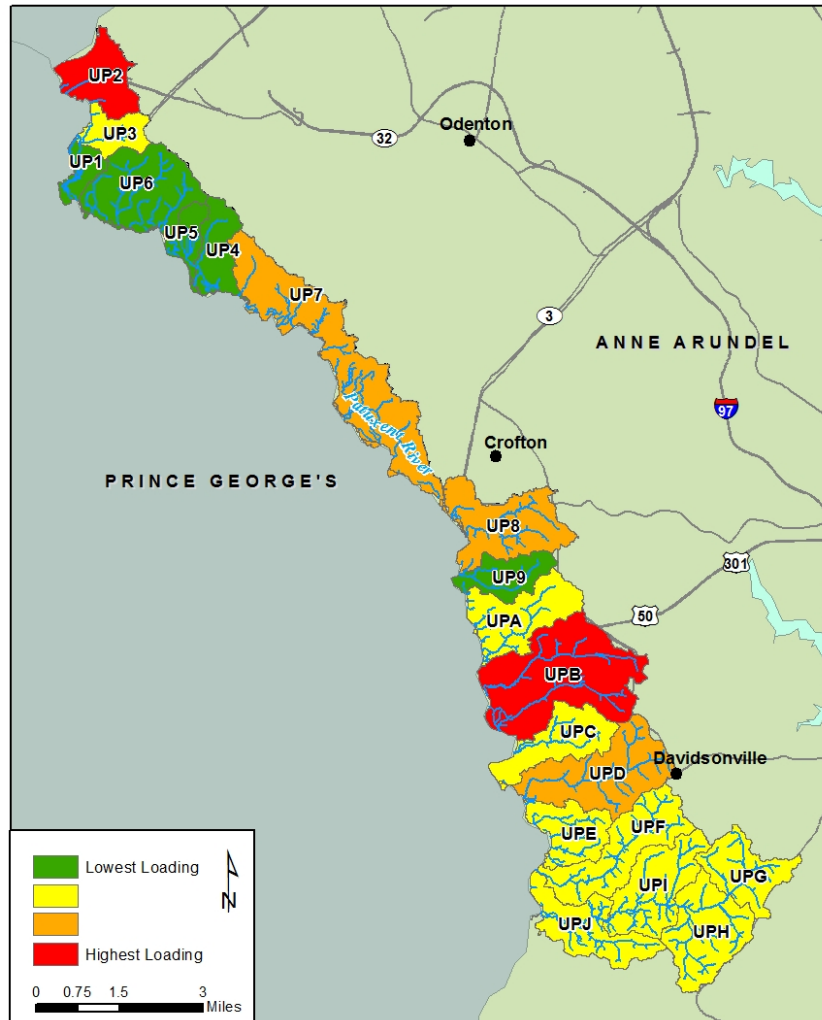 UP2
32
Odenton
UP3
UP1
UP6
UP5
UP4
UP7
3
ANNE ARUNDEL
97
Patuxent River
Crofton
PRINCE GEORGE'S
UP8
301
UP9
50
UPA
UPB
UPC
Davidsonville
UPD
UPE
UPF
UPG
UPI
UPJ
UPH
Lowest Loading
N
Highest Loading
0 0.75 1.5 3
Miles